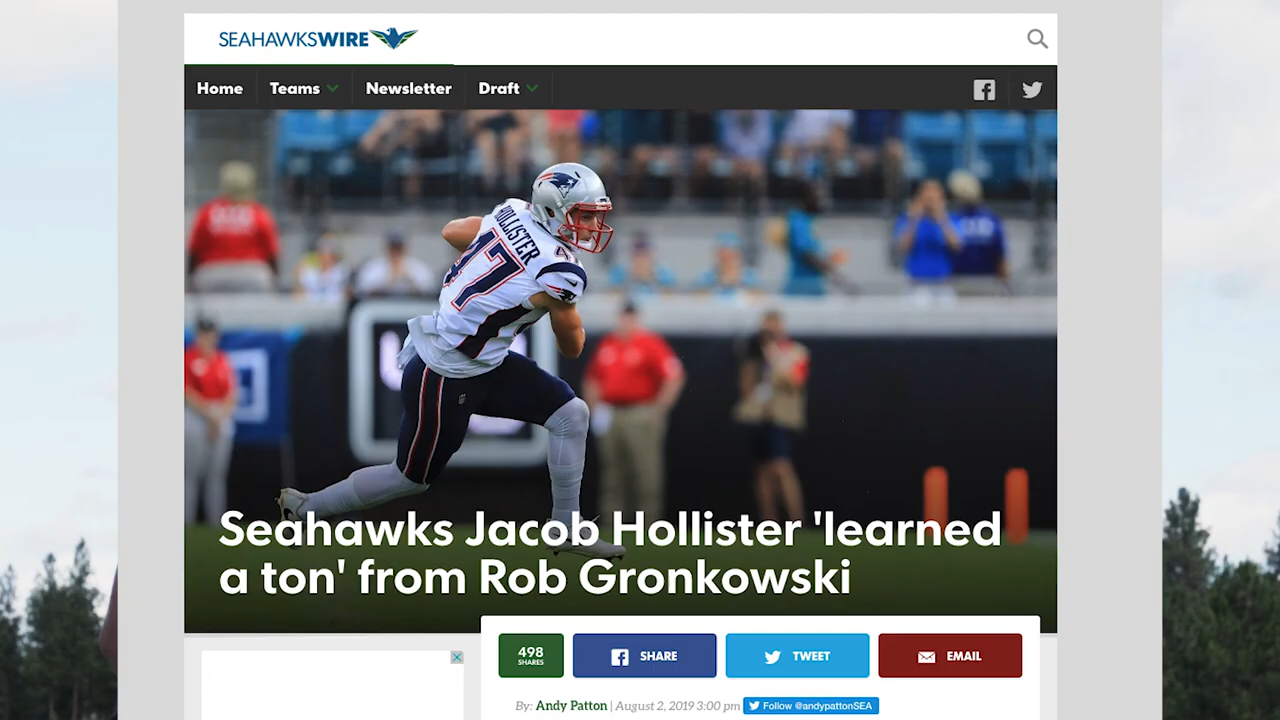 SEAHAWKSWIRE
Home Teams Newsletter Draft
HOLLISTER
47
Seahawks Jacob Hollister 'learned
a ton' from Rob Gronkowski
498
SHARES
SHARE
TWEET
EMAIL
By: Andy Patton | August 2, 2019 3:00 pm Follow @andypattonSEA